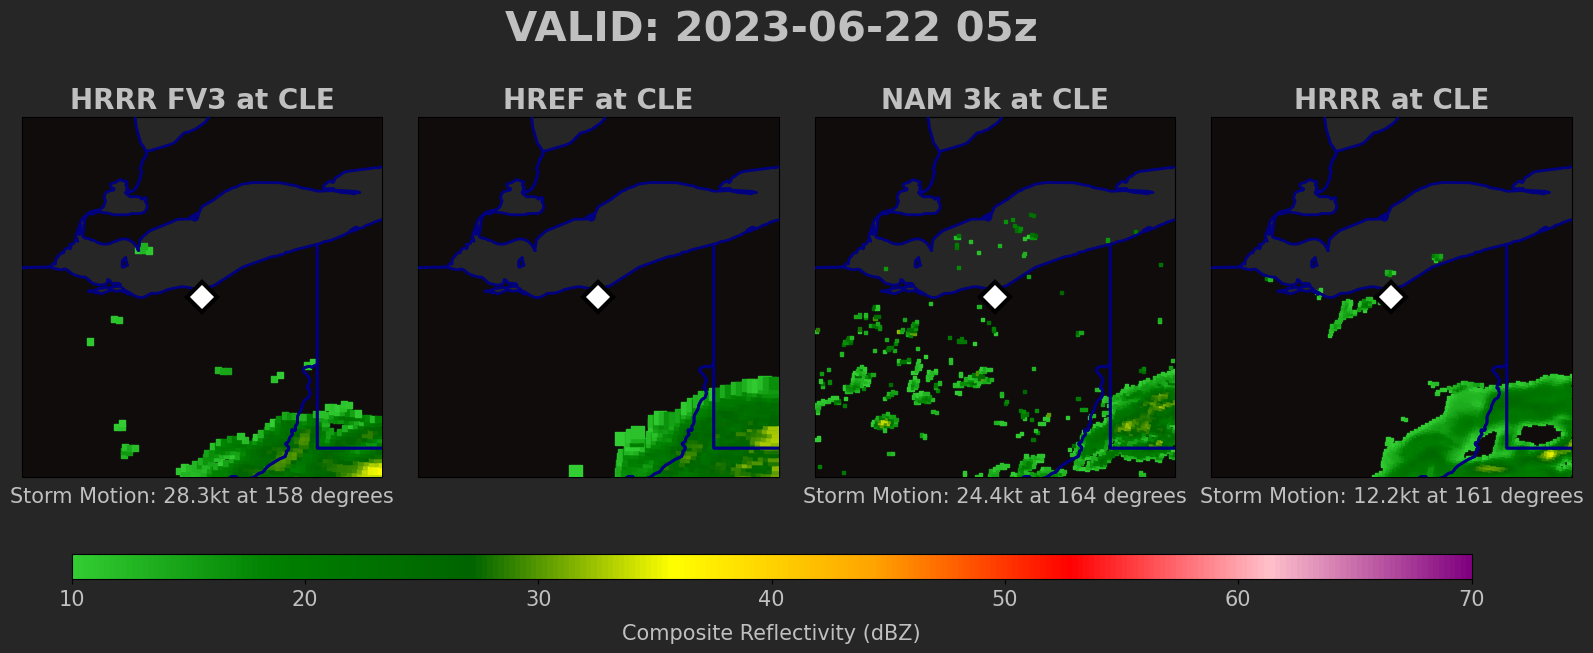 VALID: 2023-06-22 05z
HRRR FV3 at CLE
HREF at CLE
NAM 3k at CLE
HRRR at CLE
Storm Motion: 28.3kt at 158 degrees
Storm Motion: 24.4kt at 164 degrees
Storm Motion: 12.2kt at 161 degrees
10 20 30 40 50 60 70
Composite Reflectivity (dBZ)